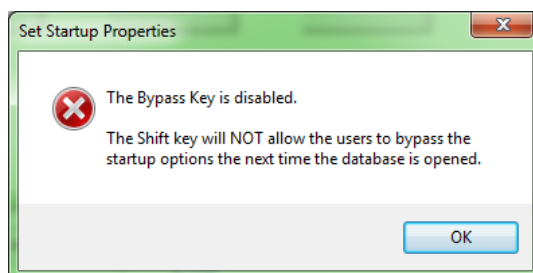 Set Startup Properties
The Bypass Key is disabled.
The Shift key will NOT allow the users to bypass the
startup options the next time the database is opened.
OK